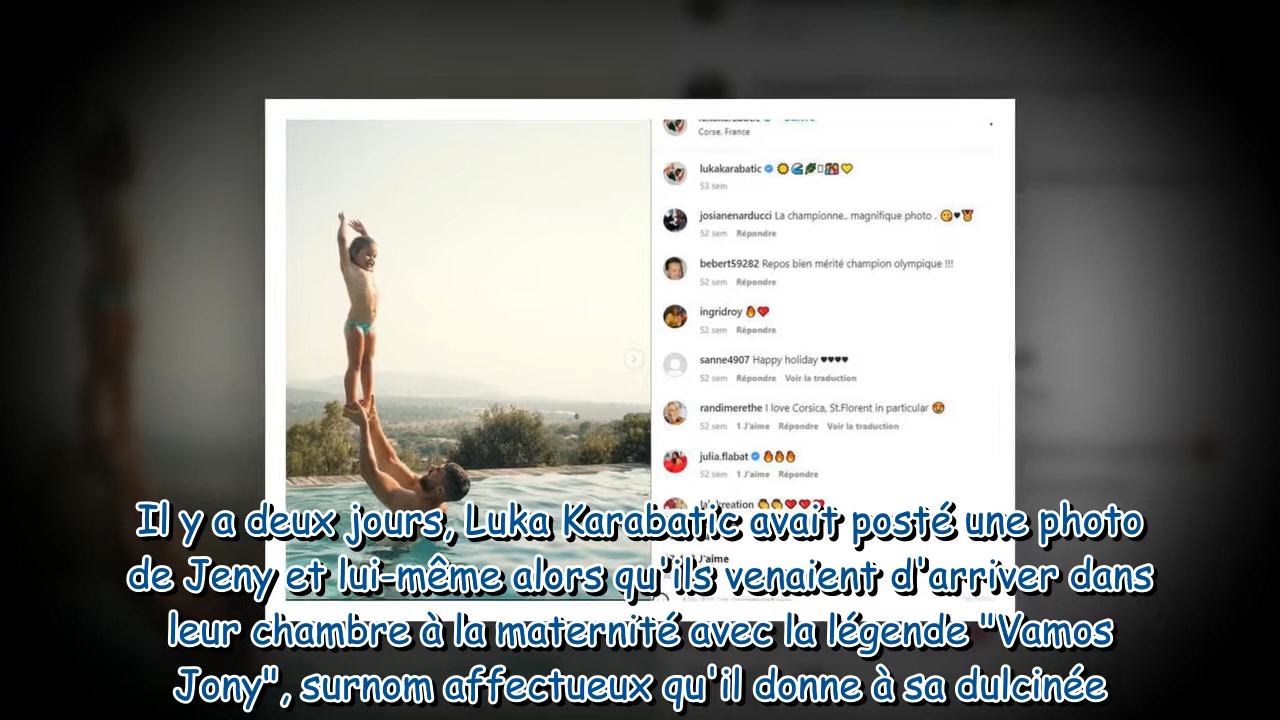 Corse, France
lukakarabatic
53 sem
josianenarducci La championne.. magnifique photo .
52 sem Répondre
bebert59282 Repos bien mérité champion olympique !!!
52 sem Répondre
ingridroy
52 sem Répondre
sanne4907 Happy holiday ♥♥♥♥
52 sem Répondre Voir la traduction
randimerethe I love Corsica, St.Florent in particular
52 sem 1 J'aime Répondre Voir la traduction
julia.flabat
52 sem 1 J'aime Répondre
Il y a deux jours, Luka Karabatic avait posté une photo
J'aime
de Jeny et lui-même alors qu'ils venaient d'arriver dans
leur chambre à la maternité avec la légende "Vamos
Jony", surnom affectueux qu'il donne à sa dulcinée